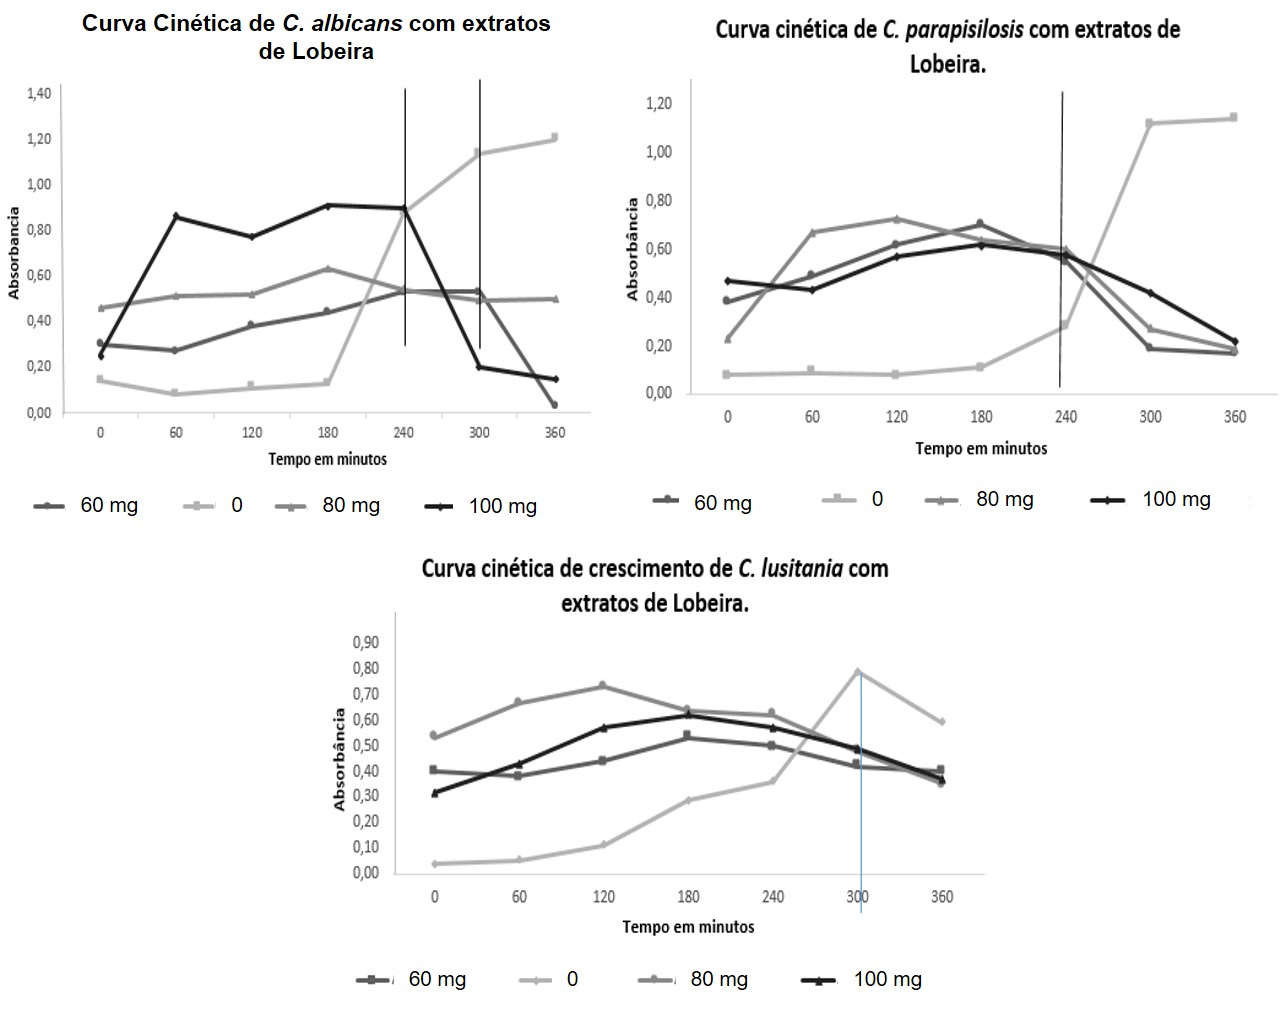 Curva Cinética de C. albicans com extratos
de Lobeira
1,40
1,20
1,00
0,80
0,60
0,40
0,20
0,00
Absorbancia
0 60 120 180 240 300 360
Tempo em minutos
60 mg 0 80 mg 100 mg
Curva cinética de C. parapisilosis com extratos de
Lobeira.
1,20
1,00
0,80
0,60
0,40
0,20
0,00
Absorbância
0 60 120 180 240 300 360
Tempo em minutos
60 mg 0 80 mg 100 mg
Curva cinética de crescimento de C. lusitania com
extratos de Lobeira.
0,90
0,80
0,70
0,60
0,50
0,40
0,30
0,20
0,10
0,00
Absorbância
0 60 120 180 240 300 360
Tempo em minutos
60 mg 0 80 mg 100 mg